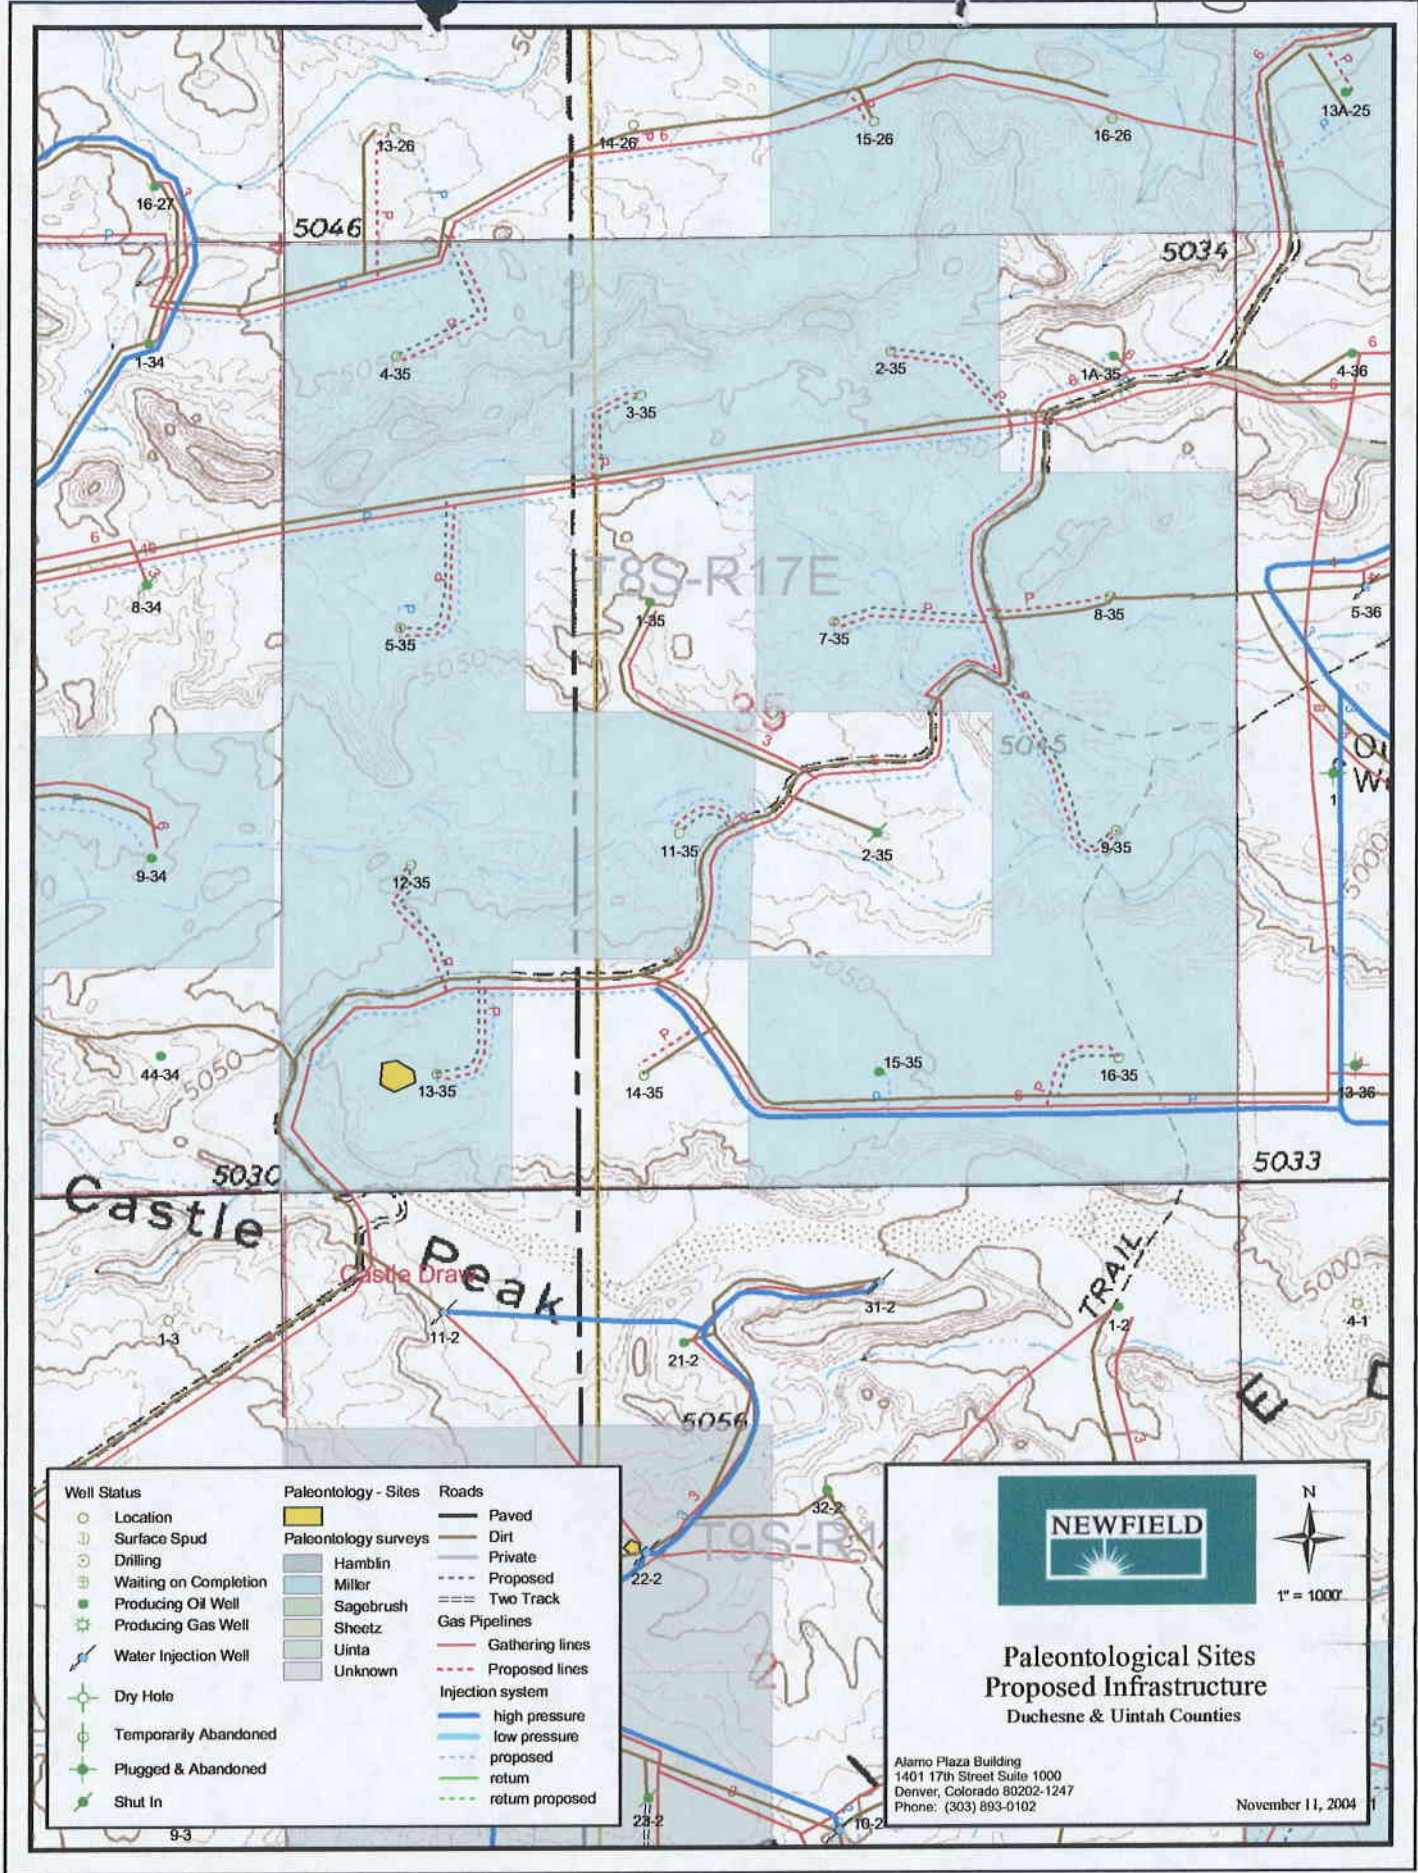 13A-25
13-26
14-26
15-26
16-26
16-27
5046
5034
1-34
4-35
3-35
2-35
1A-35
4-36
5050
5050
8-34
T8S-R17E
5-35
1-35
7-35
8-35
5-36
5050
35
5045
9-34
12-35
11-35
2-35
9-35
1
5000
5050
44-34
5050
13-35
14-35
15-35
16-35
13-36
5030
5033
Castle Peak
Castle Draw
TRAIL
1-3
11-2
21-2
31-2
1-2
4-1
5000
5056
E
32-2
T9S-R1
22-2
2
23-2
10-2
9-3
Well Status
Location
Surface Spud
Drilling
Waiting on Completion
Producing Oil Well
Producing Gas Well
Water Injection Well
Dry Hole
Temporarily Abandoned
Plugged & Abandoned
Shut In
Paleontology - Sites
Paleontology surveys
Hamblin
Miller
Sagebrush
Sheetz
Uinta
Unknown
Roads
Paved
Dirt
Private
Proposed
Two Track
Gas Pipelines
Gathering lines
Proposed lines
Injection system
high pressure
low pressure
proposed
return
return proposed
NEWFIELD
N
1" = 1000'
Paleontological Sites
Proposed Infrastructure
Duchesne & Uintah Counties
Alamo Plaza Building
1401 17th Street Suite 1000
Denver, Colorado 80202-1247
Phone: (303) 893-0102
November 11, 2004